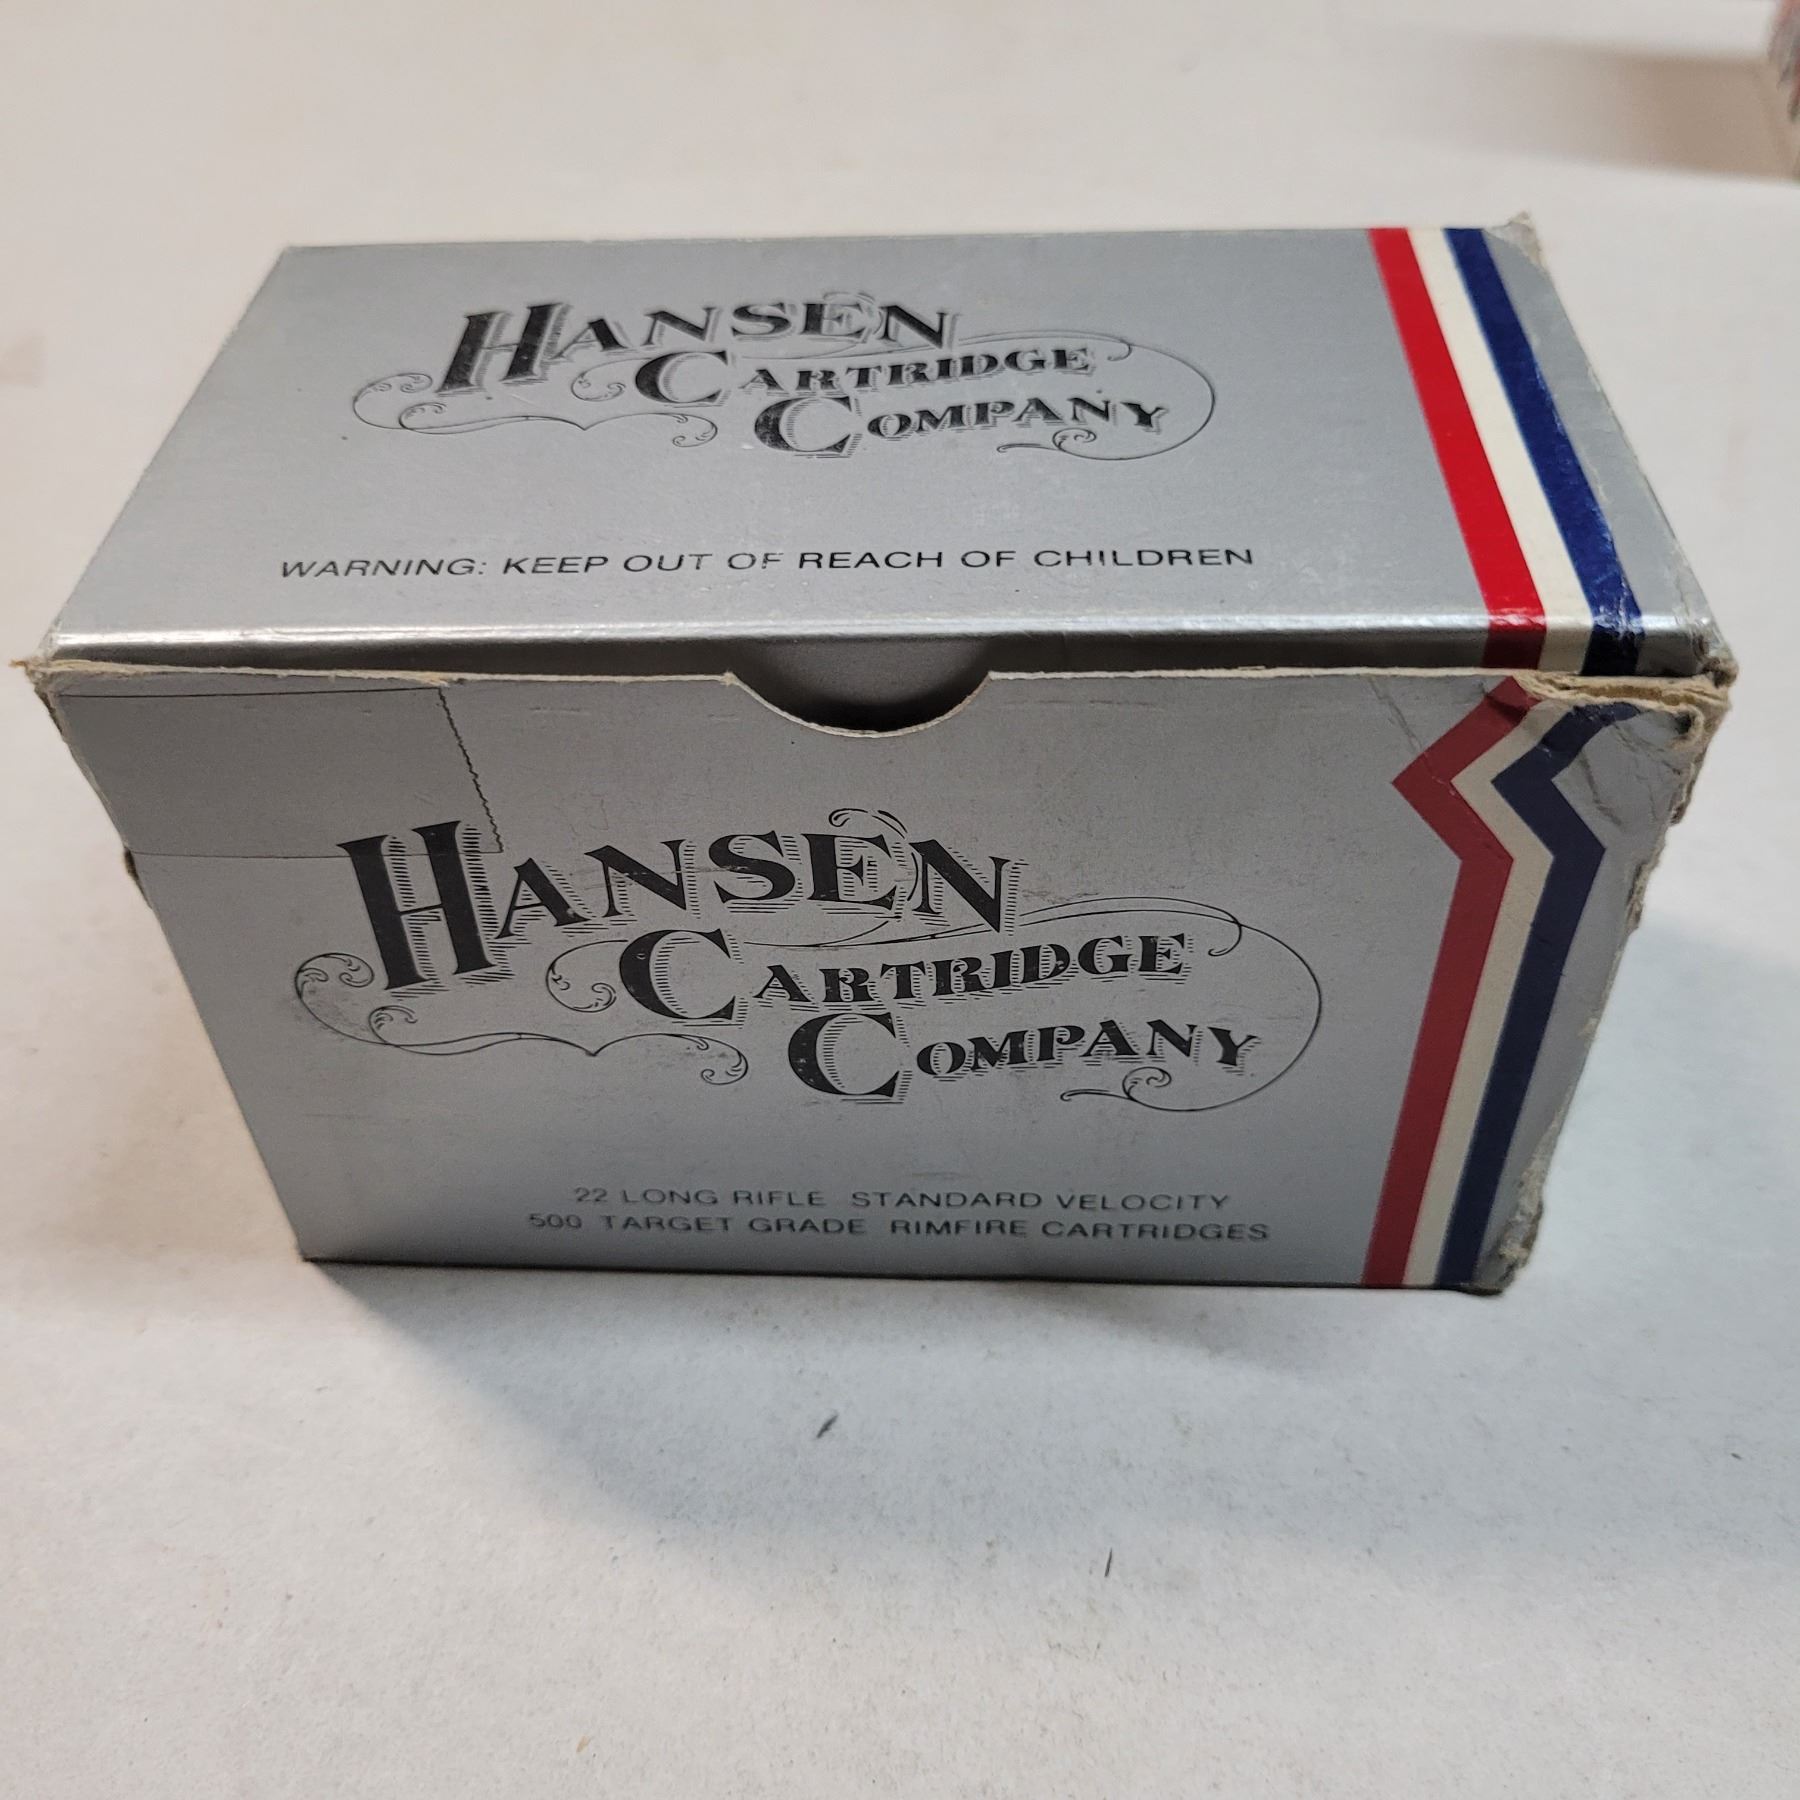 HANSEN
CARTRIDGE
COMPANY
WARNING: KEEP OUT OF REACH OF CHILDREN
HANSEN
CARTRIDGE
COMPANY
22 LONG RIFLE STANDARD VELOCITY
500 TARGET GRADE RIMFIRE CARTRIDGES